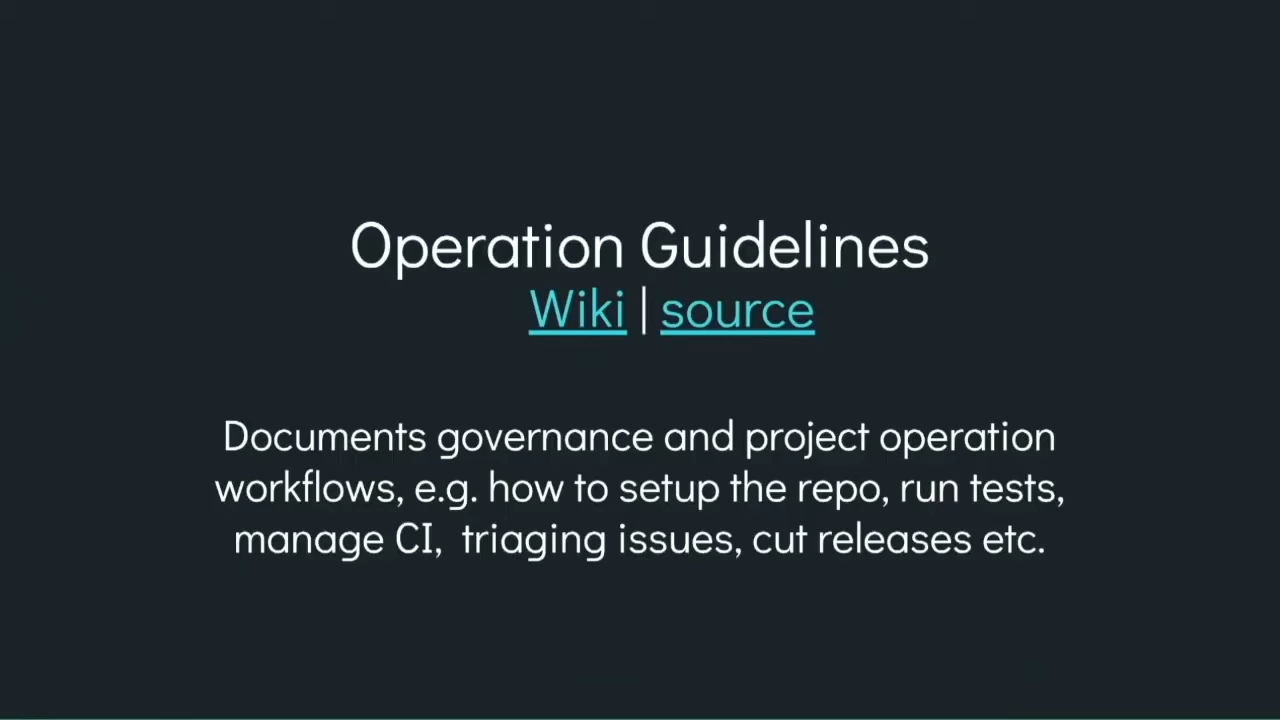 Operation Guidelines
Wiki | source
Documents governance and project operation
workflows, e.g. how to setup the repo, run tests,
manage CI,  triaging issues, cut releases etc.